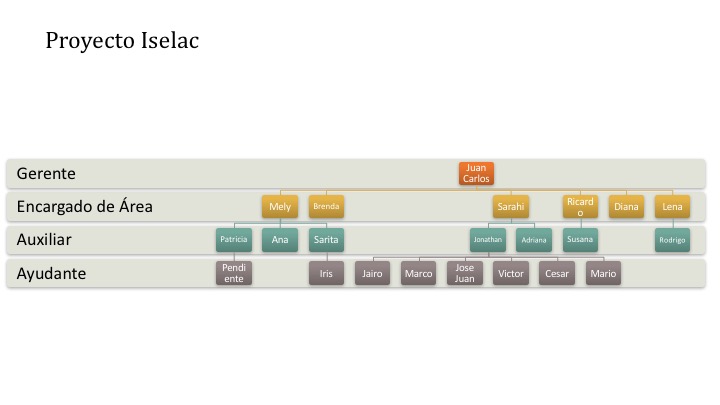 Proyecto Iselac
Gerente
Juan
Carlos
Encargado de Área
Mely
Brenda
Sarahi
Ricard
o
Diana
Lena
Auxiliar
Patricia
Ana
Sarita
Jonathan
Adriana
Susana
Rodrigo
Ayudante
Pendi
ente
Iris
Jairo
Marco
Jose
Juan
Victor
Cesar
Mario